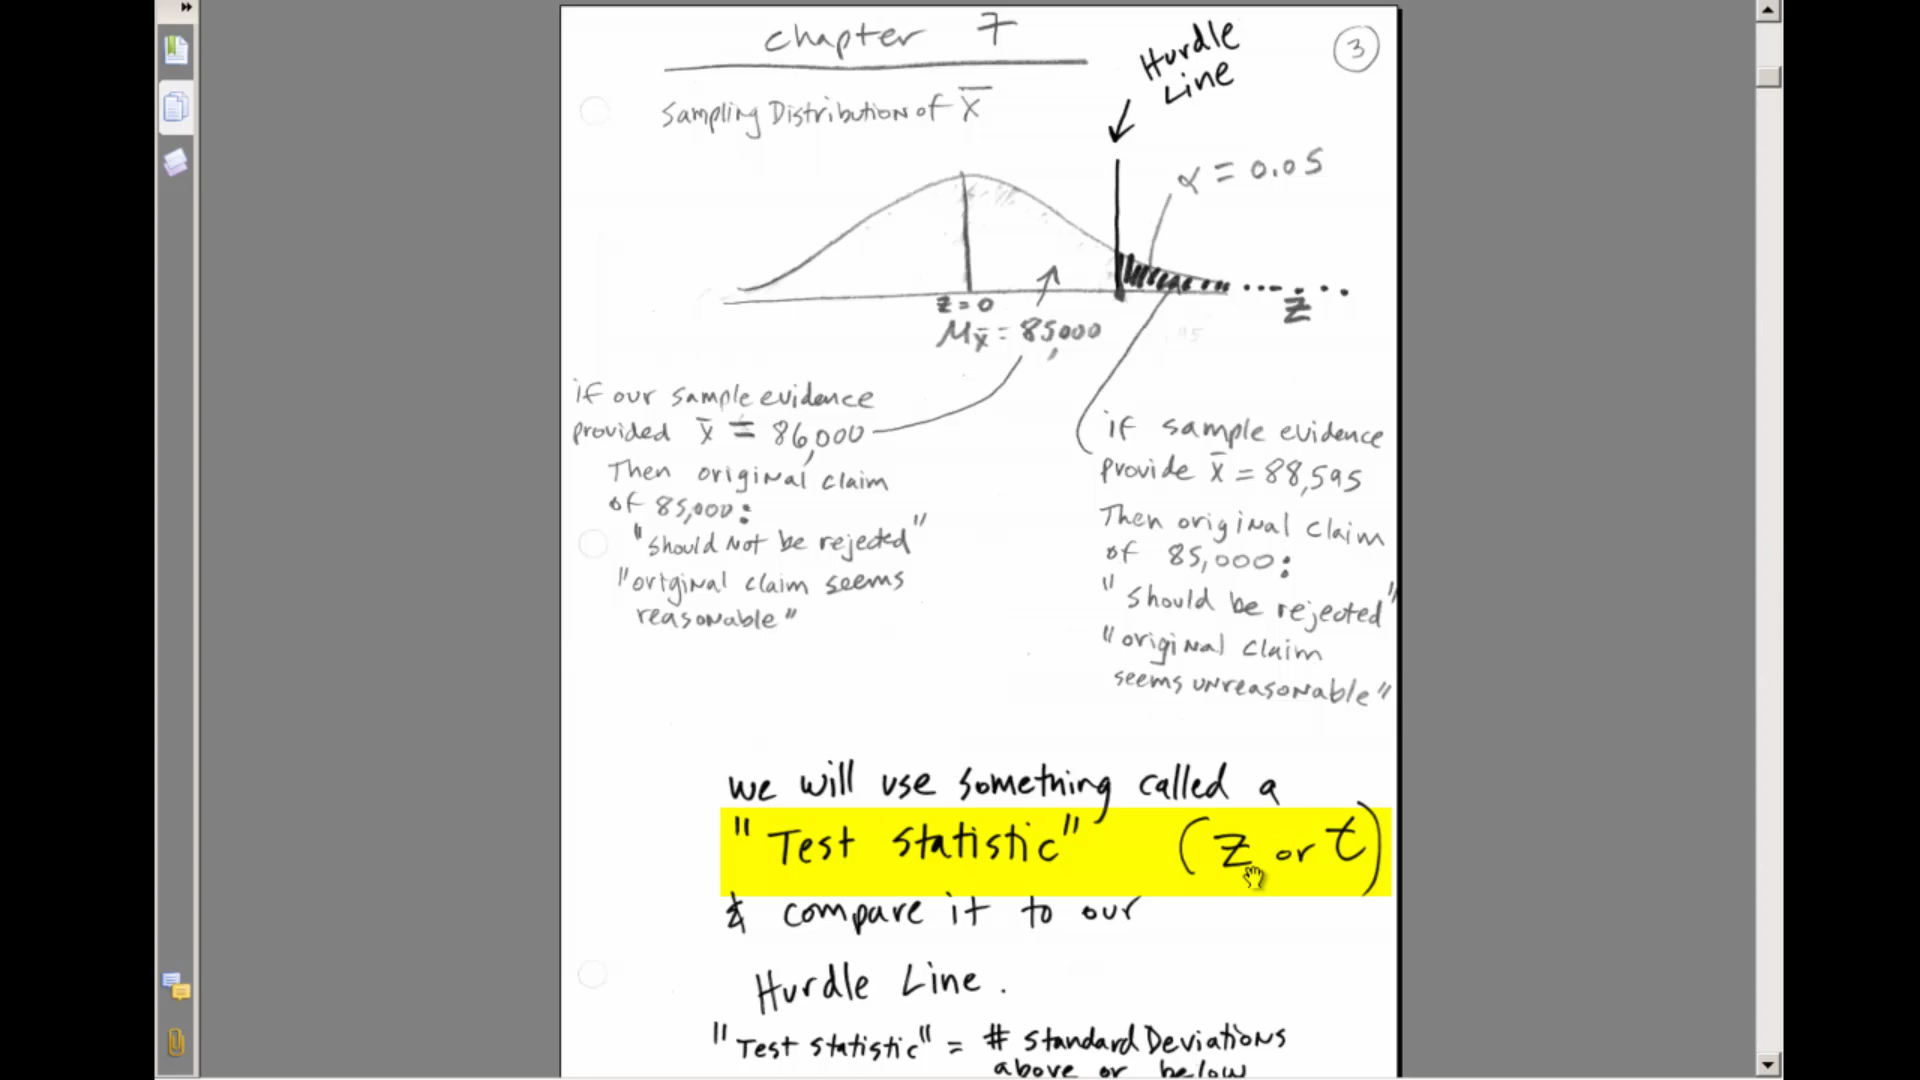 chapter 7
Hurdle
Line
3
Sampling Distribution of X̅
α = 0.05
z = 0
z
μx̅ = 85,000
if our sample evidence
provided x̅ = 86,000
Then original claim
of 85,000:
"should Not be rejected"
"original claim seems
reasonable"
if sample evidence
provide x̅ = 88,595
Then original claim
of 85,000:
"should be rejected"
"original claim
seems unreasonable"
we will use something called a
"Test statistic" (z or t)
& compare it to our
Hurdle Line.
"Test statistic" = # Standard Deviations
above or below